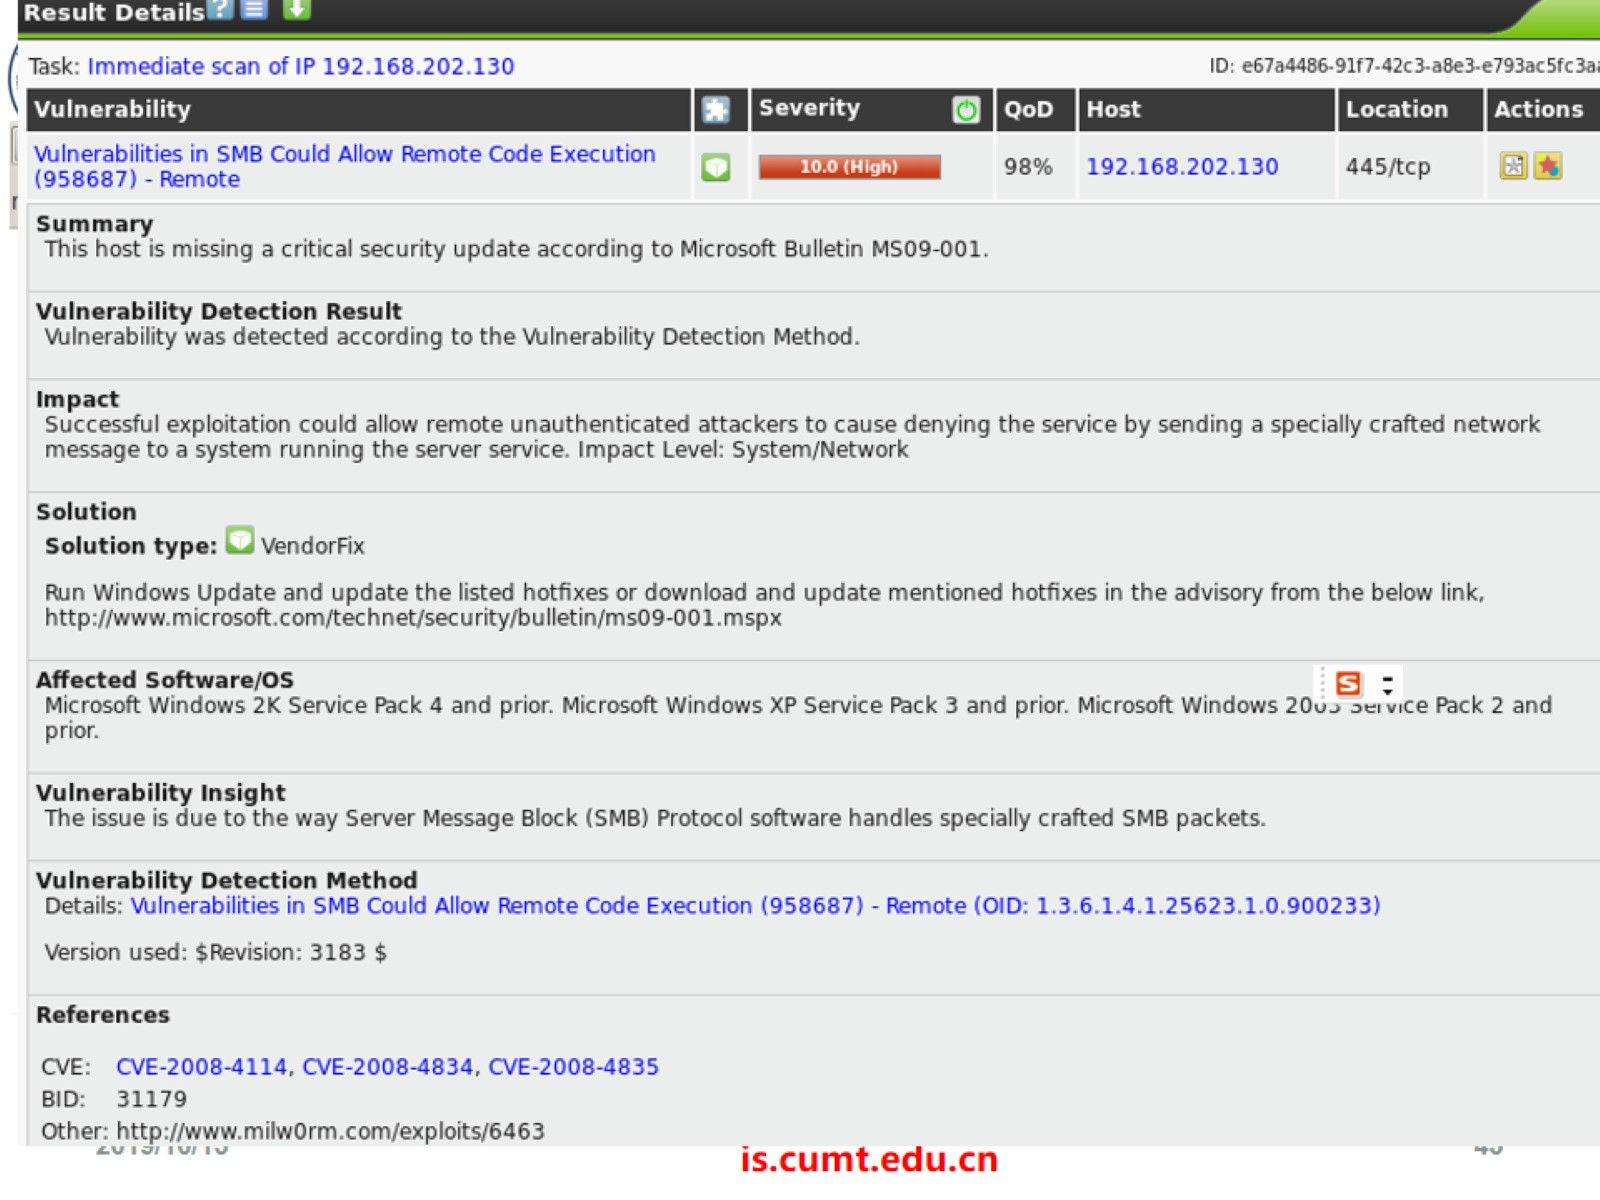 Result Details
Task: Immediate scan of IP 192.168.202.130
ID: e67a4486-91f7-42c3-a8e3-e793ac5fc3a
Vulnerability Severity QoD Host Location Actions
Vulnerabilities in SMB Could Allow Remote Code Execution
(958687) - Remote
10.0 (High) 98% 192.168.202.130 445/tcp
Summary
This host is missing a critical security update according to Microsoft Bulletin MS09-001.
Vulnerability Detection Result
Vulnerability was detected according to the Vulnerability Detection Method.
Impact
Successful exploitation could allow remote unauthenticated attackers to cause denying the service by sending a specially crafted network
message to a system running the server service. Impact Level: System/Network
Solution
Solution type: VendorFix
Run Windows Update and update the listed hotfixes or download and update mentioned hotfixes in the advisory from the below link,
http://www.microsoft.com/technet/security/bulletin/ms09-001.mspx
Affected Software/OS
Microsoft Windows 2K Service Pack 4 and prior. Microsoft Windows XP Service Pack 3 and prior. Microsoft Windows 2003 Service Pack 2 and
prior.
Vulnerability Insight
The issue is due to the way Server Message Block (SMB) Protocol software handles specially crafted SMB packets.
Vulnerability Detection Method
Details: Vulnerabilities in SMB Could Allow Remote Code Execution (958687) - Remote (OID: 1.3.6.1.4.1.25623.1.0.900233)
Version used: $Revision: 3183 $
References
CVE: CVE-2008-4114, CVE-2008-4834, CVE-2008-4835
BID: 31179
Other: http://www.milw0rm.com/exploits/6463
is.cumt.edu.cn